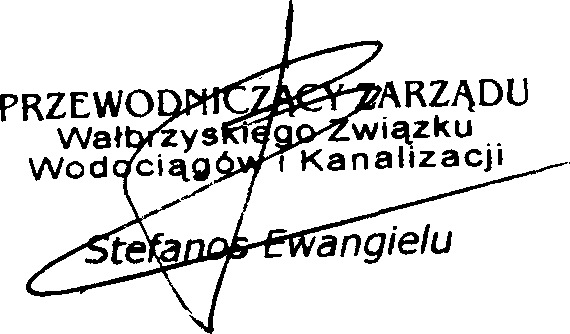 PRZEWODNICZĄCY ZARZĄDU
Wałbrzyskiego Związku
Wodociągów i Kanalizacji
Stefanos Ewangielu